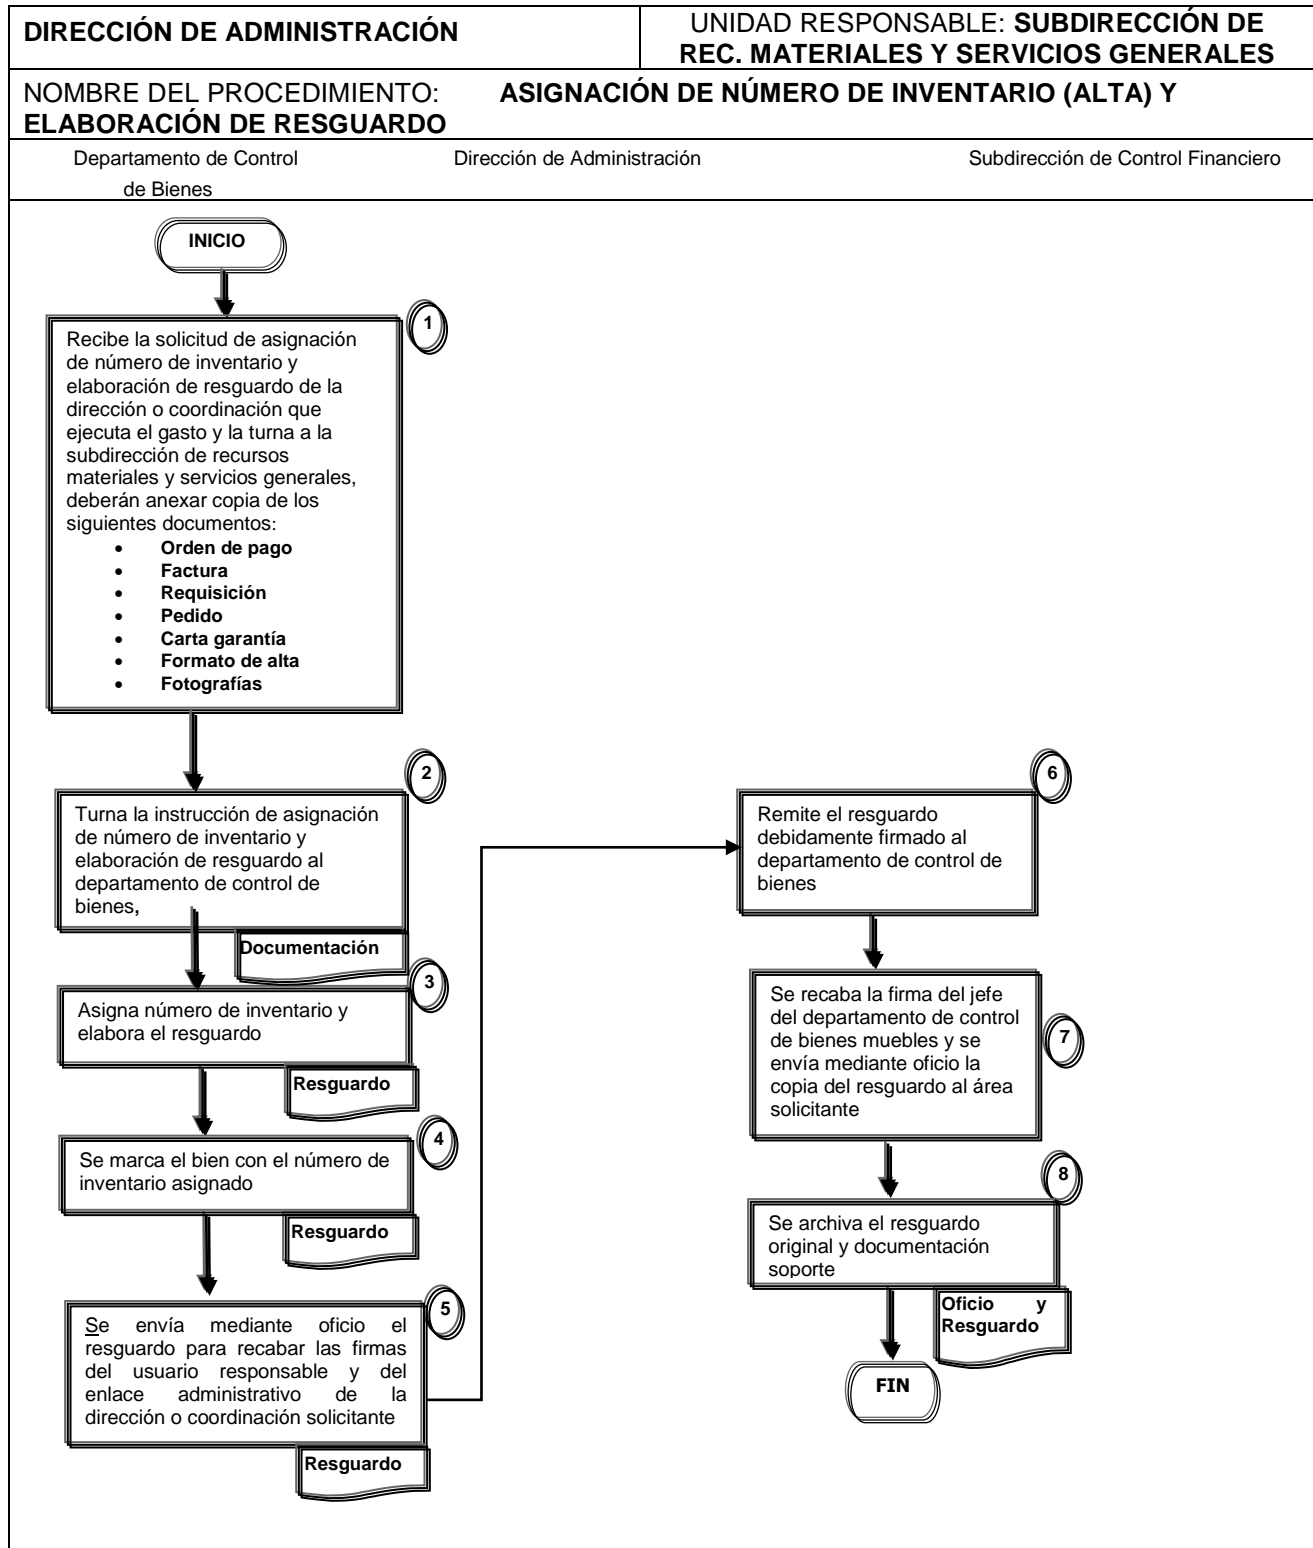 DIRECCIÓN DE ADMINISTRACIÓN
UNIDAD RESPONSABLE: SUBDIRECCIÓN DE
REC. MATERIALES Y SERVICIOS GENERALES
NOMBRE DEL PROCEDIMIENTO: ASIGNACIÓN DE NÚMERO DE INVENTARIO (ALTA) Y
ELABORACIÓN DE RESGUARDO
Departamento de Control
de Bienes
Dirección de Administración
Subdirección de Control Financiero
INICIO
1
Recibe la solicitud de asignación
de número de inventario y
elaboración de resguardo de la
dirección o coordinación que
ejecuta el gasto y la turna a la
subdirección de recursos
materiales y servicios generales,
deberán anexar copia de los
siguientes documentos:
• Orden de pago
• Factura
• Requisición
• Pedido
• Carta garantía
• Formato de alta
• Fotografías
2
Turna la instrucción de asignación
de número de inventario y
elaboración de resguardo al
departamento de control de
bienes,
Documentación
3
Asigna número de inventario y
elabora el resguardo
Resguardo
4
Se marca el bien con el número de
inventario asignado
Resguardo
5
Se envía mediante oficio el
resguardo para recabar las firmas
del usuario responsable y del
enlace administrativo de la
dirección o coordinación solicitante
Resguardo
6
Remite el resguardo
debidamente firmado al
departamento de control de
bienes
7
Se recaba la firma del jefe
del departamento de control
de bienes muebles y se
envía mediante oficio la
copia del resguardo al área
solicitante
8
Se archiva el resguardo
original y documentación
soporte
Oficio y
Resguardo
FIN